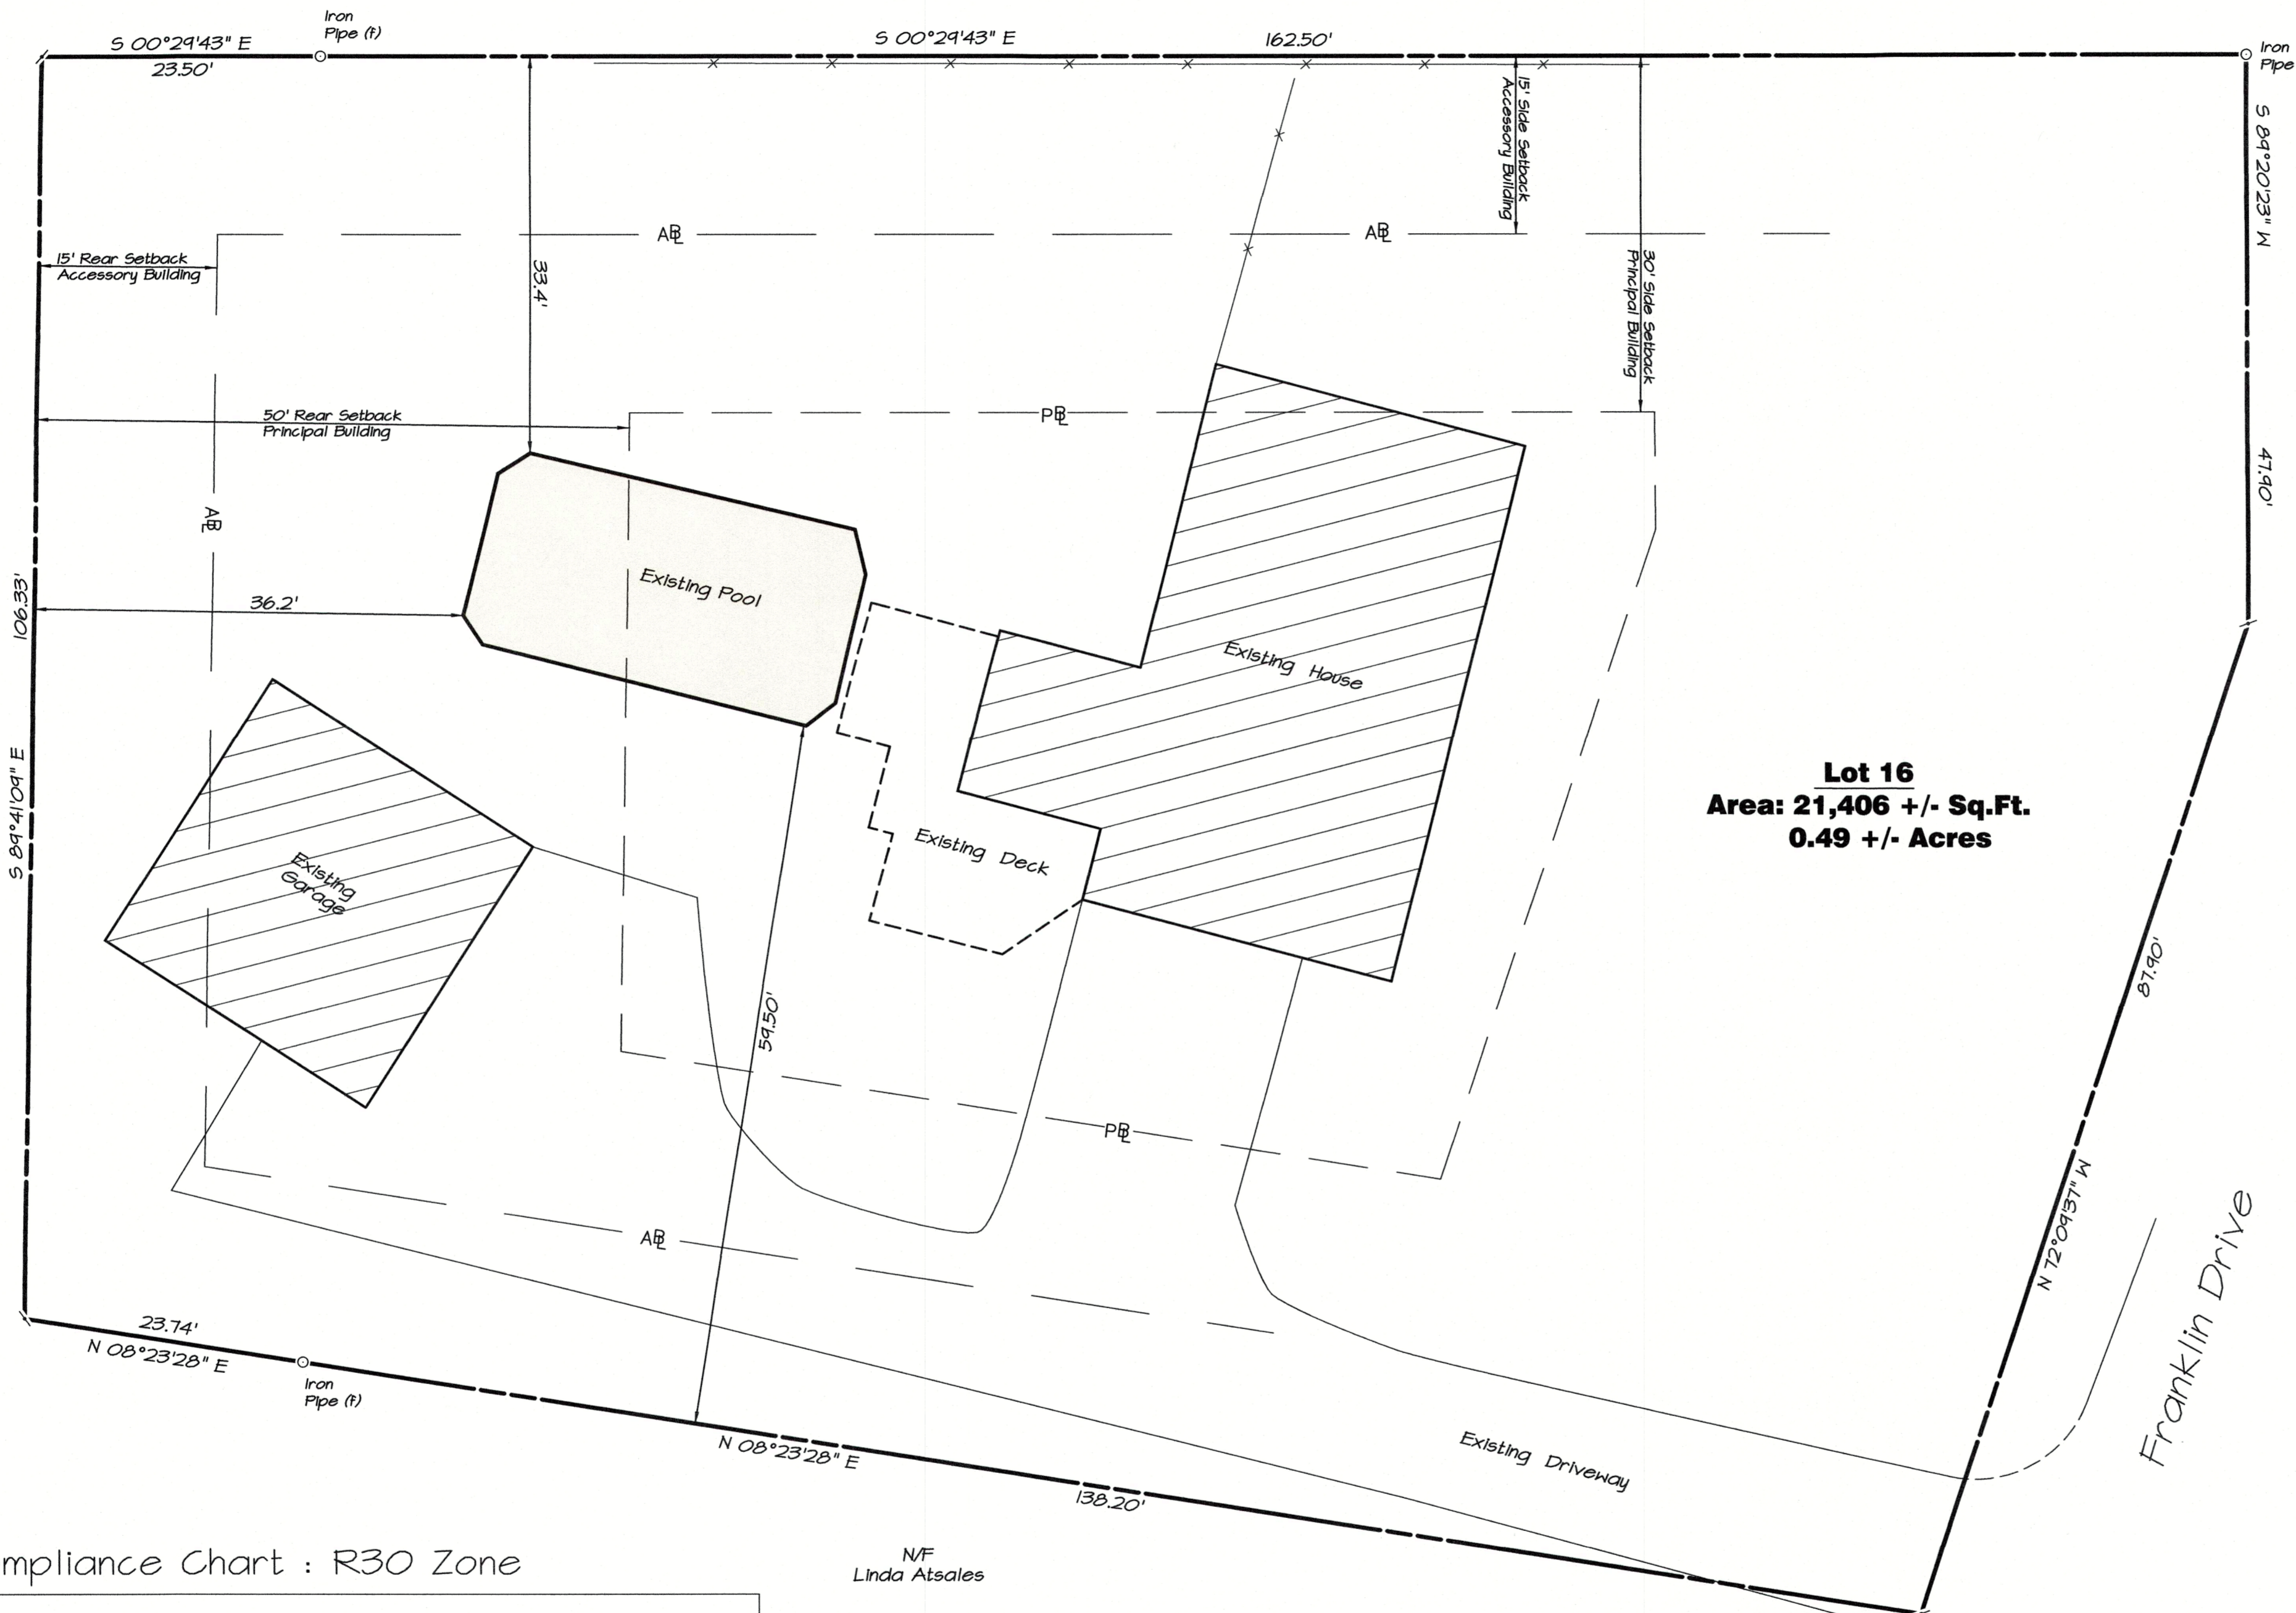 Iron
Pipe (f)
S 00°29'43" E
23.50'
S 00°29'43" E
162.50'
Iron
Pipe
S 89°20'23" W
47.90'
15' Side Setback
Accessory Building
30' Side Setback
Principal Building
ABL
ABL
15' Rear Setback
Accessory Building
33.4'
50' Rear Setback
Principal Building
PBL
ABL
Existing Pool
36.2'
106.33'
S 89°41'09" E
Existing House
Existing Deck
Existing
Garage
Lot 16
Area: 21,406 +/- Sq.Ft.
0.49 +/- Acres
87.90'
N 72°09'37" W
59.50'
PBL
ABL
Franklin Drive
23.74'
N 08°23'28" E
Iron
Pipe (f)
N 08°23'28" E
138.20'
Existing Driveway
mpliance Chart : R30 Zone
N/F
Linda Atsales